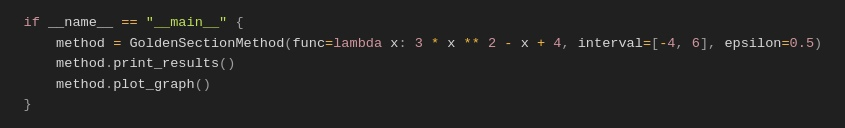 if __name__ == "__main__" {
    method = GoldenSectionMethod(func=lambda x: 3 * x ** 2 - x + 4, interval=[-4, 6], epsilon=0.5)
    method.print_results()
    method.plot_graph()
}